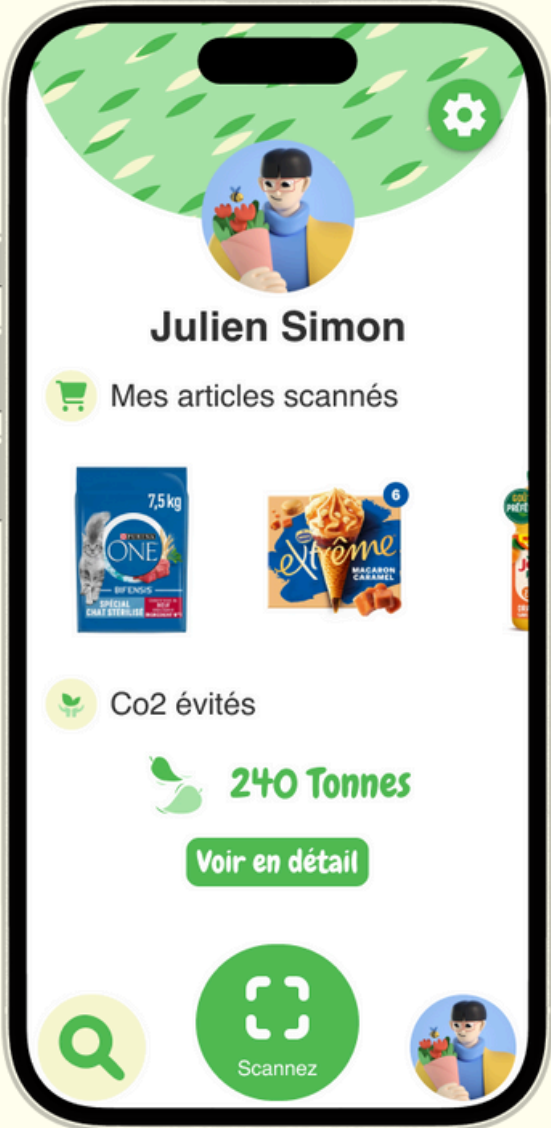 Julien Simon
Mes articles scannés
7,5 kg
PURINA
ONE
BIFENSIS
SPÉCIAL
CHAT STÉRILISÉ
6
extrême
MACARON
CARAMEL
Co2 évités
240 Tonnes
Voir en détail
Scannez